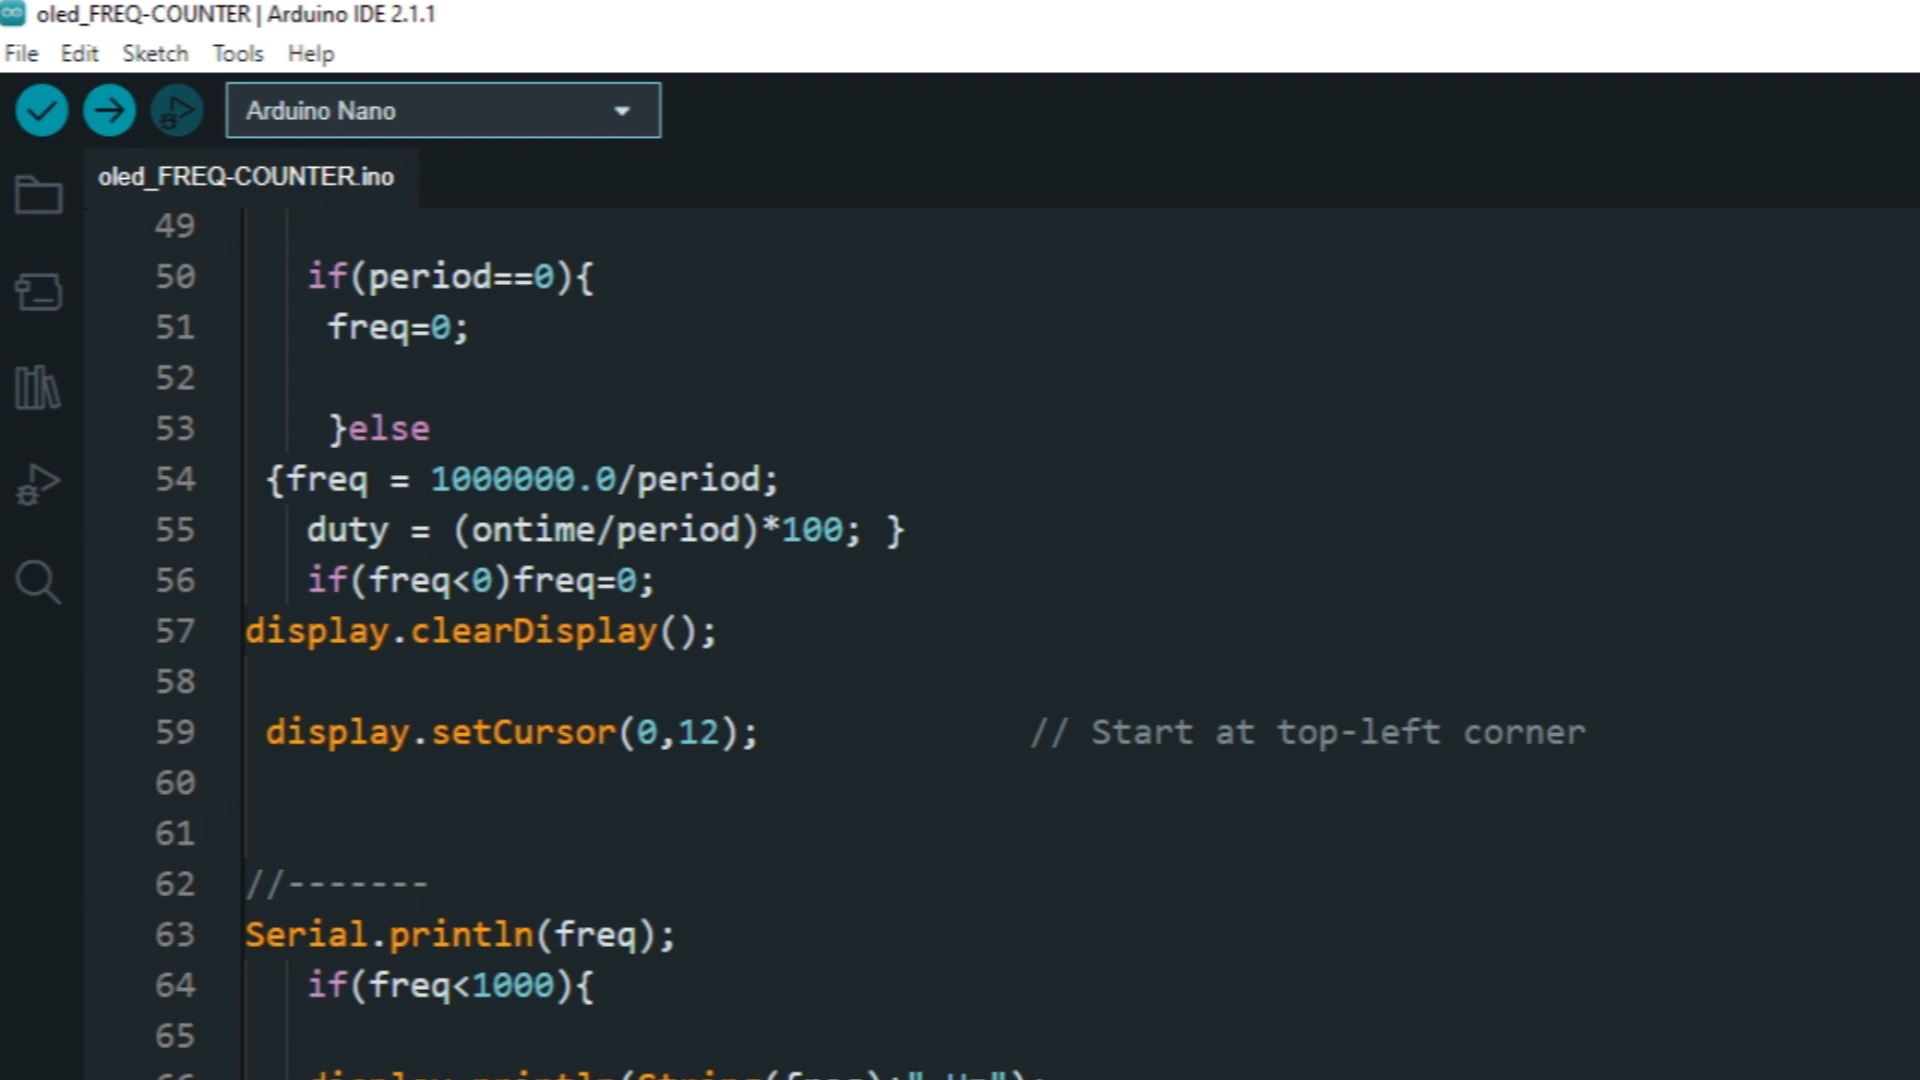 oled_FREQ-COUNTER | Arduino IDE 2.1.1
File Edit Sketch Tools Help
Arduino Nano
oled_FREQ-COUNTER.ino
49
50 if(period==0){
51 freq=0;
52
53 }else
54 {freq = 1000000.0/period;
55 duty = (ontime/period)*100; }
56 if(freq<0)freq=0;
57 display.clearDisplay();
58
59 display.setCursor(0,12); // Start at top-left corner
60
61
62 //-------
63 Serial.println(freq);
64 if(freq<1000){
65